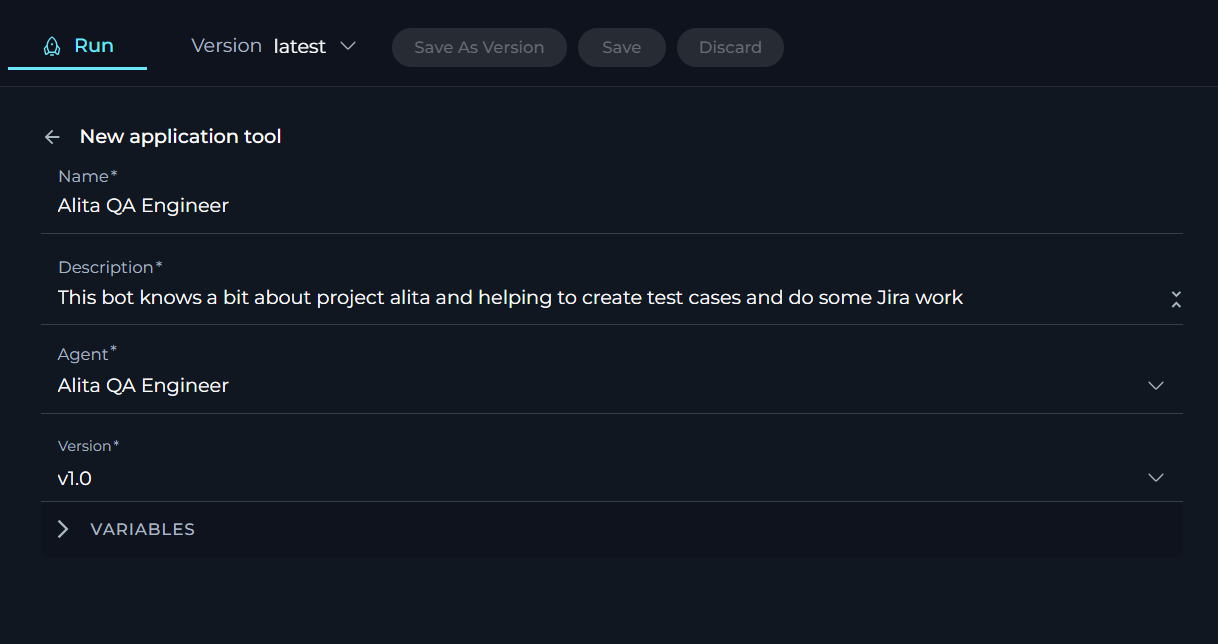 Run Version latest Save As Version Save Discard
New application tool
Name*
Alita QA Engineer
Description*
This bot knows a bit about project alita and helping to create test cases and do some Jira work
Agent*
Alita QA Engineer
Version*
v1.0
VARIABLES